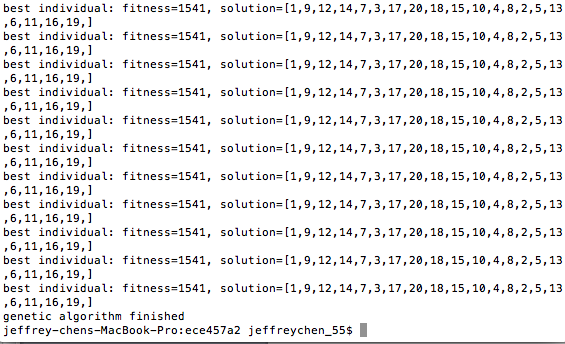 best individual: fitness=1541, solution=[1,9,12,14,7,3,17,20,18,15,10,4,8,2,5,13
,6,11,16,19,]
best individual: fitness=1541, solution=[1,9,12,14,7,3,17,20,18,15,10,4,8,2,5,13
,6,11,16,19,]
best individual: fitness=1541, solution=[1,9,12,14,7,3,17,20,18,15,10,4,8,2,5,13
,6,11,16,19,]
best individual: fitness=1541, solution=[1,9,12,14,7,3,17,20,18,15,10,4,8,2,5,13
,6,11,16,19,]
best individual: fitness=1541, solution=[1,9,12,14,7,3,17,20,18,15,10,4,8,2,5,13
,6,11,16,19,]
best individual: fitness=1541, solution=[1,9,12,14,7,3,17,20,18,15,10,4,8,2,5,13
,6,11,16,19,]
best individual: fitness=1541, solution=[1,9,12,14,7,3,17,20,18,15,10,4,8,2,5,13
,6,11,16,19,]
best individual: fitness=1541, solution=[1,9,12,14,7,3,17,20,18,15,10,4,8,2,5,13
,6,11,16,19,]
best individual: fitness=1541, solution=[1,9,12,14,7,3,17,20,18,15,10,4,8,2,5,13
,6,11,16,19,]
best individual: fitness=1541, solution=[1,9,12,14,7,3,17,20,18,15,10,4,8,2,5,13
,6,11,16,19,]
best individual: fitness=1541, solution=[1,9,12,14,7,3,17,20,18,15,10,4,8,2,5,13
,6,11,16,19,]
genetic algorithm finished
jeffrey-chens-MacBook-Pro:ece457a2 jeffreychen_55$